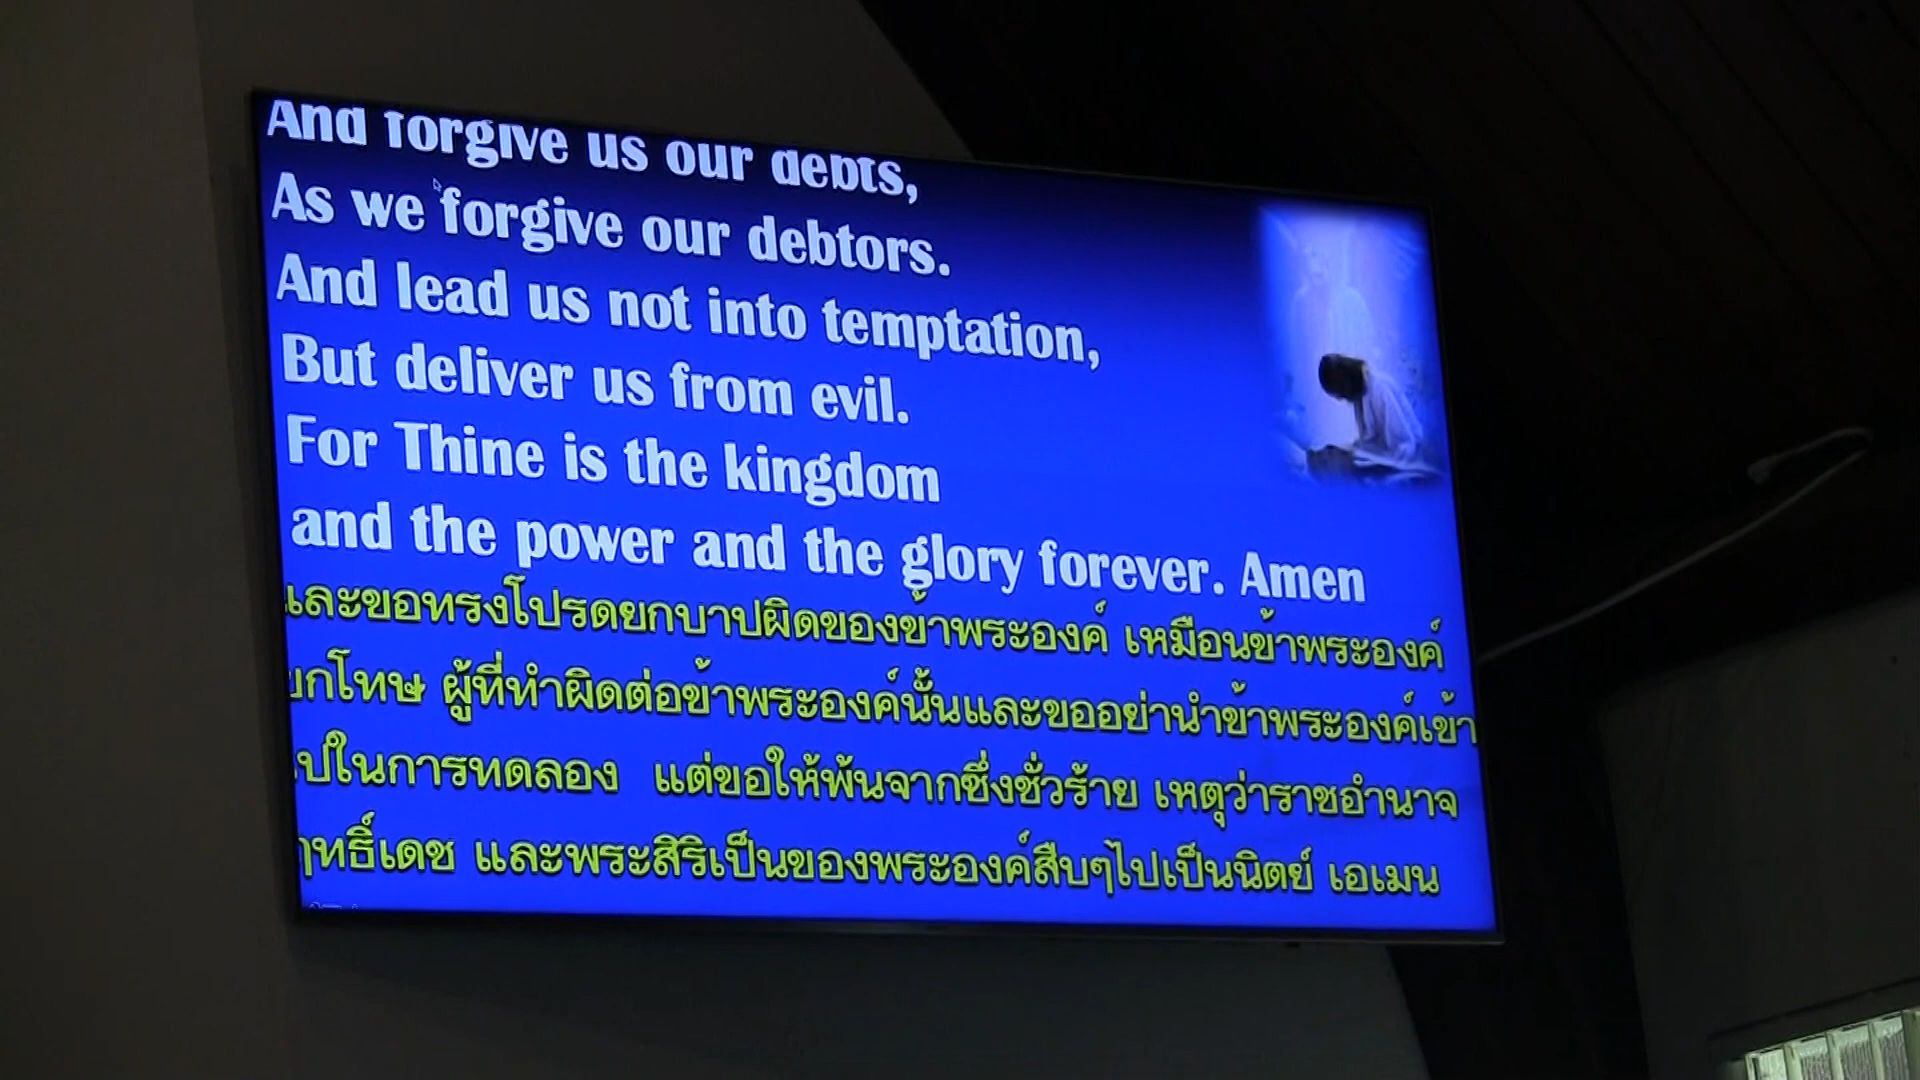 And forgive us our debts,
As we forgive our debtors.
And lead us not into temptation,
But deliver us from evil.
For Thine is the kingdom
and the power and the glory forever. Amen
และขอทรงโปรดยกบาปผิดของข้าพระองค์ เหมือนข้าพระองค์
ยกโทษ ผู้ที่ทำผิดต่อข้าพระองค์นั้นและขออย่านำข้าพระองค์เข้า
ไปในการทดลอง แต่ขอให้พ้นจากซึ่งชั่วร้าย เหตุว่าราชอำนาจ
ฤทธิ์เดช และพระสิริเป็นของพระองค์สืบๆไปเป็นนิตย์ เอเมน